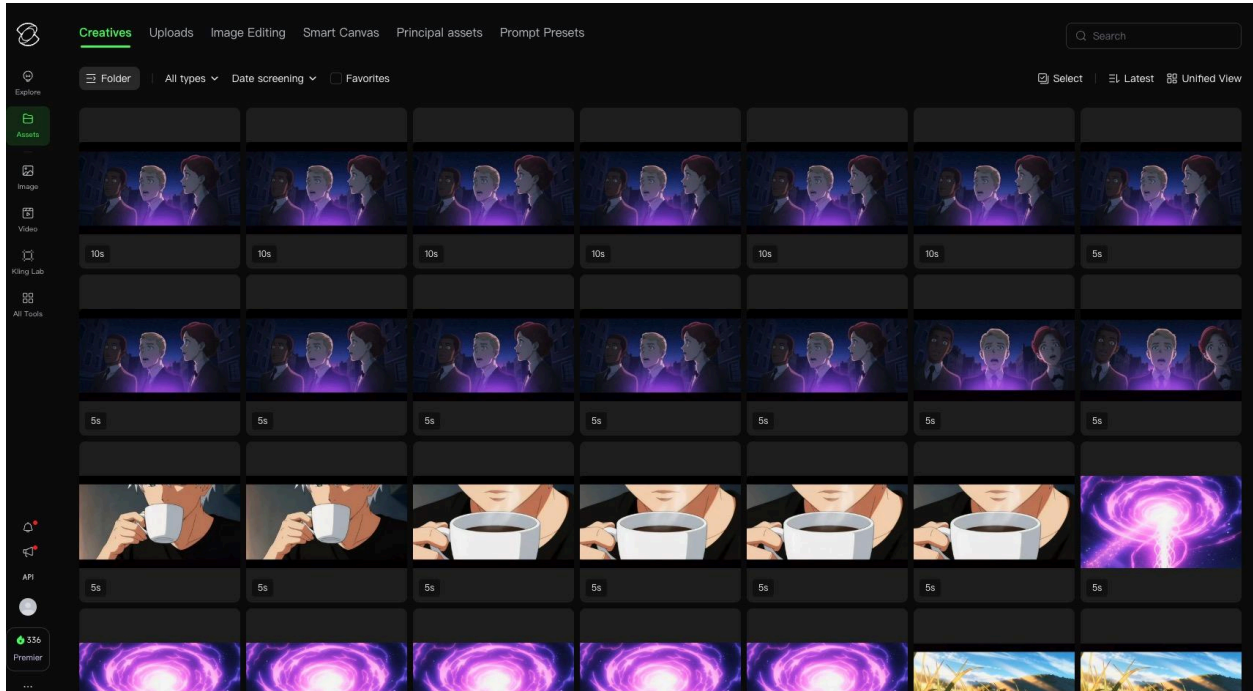 Creatives Uploads Image Editing Smart Canvas Principal assets Prompt Presets
Search
Folder All types Date screening Favorites
Select Latest Unified View
Explore
Assets
Image
Video
Kling Lab
All Tools
10s 10s 10s 10s 10s 10s 5s
5s 5s 5s 5s 5s 5s 5s
5s 5s 5s 5s 5s 5s 5s
API
336
Premier